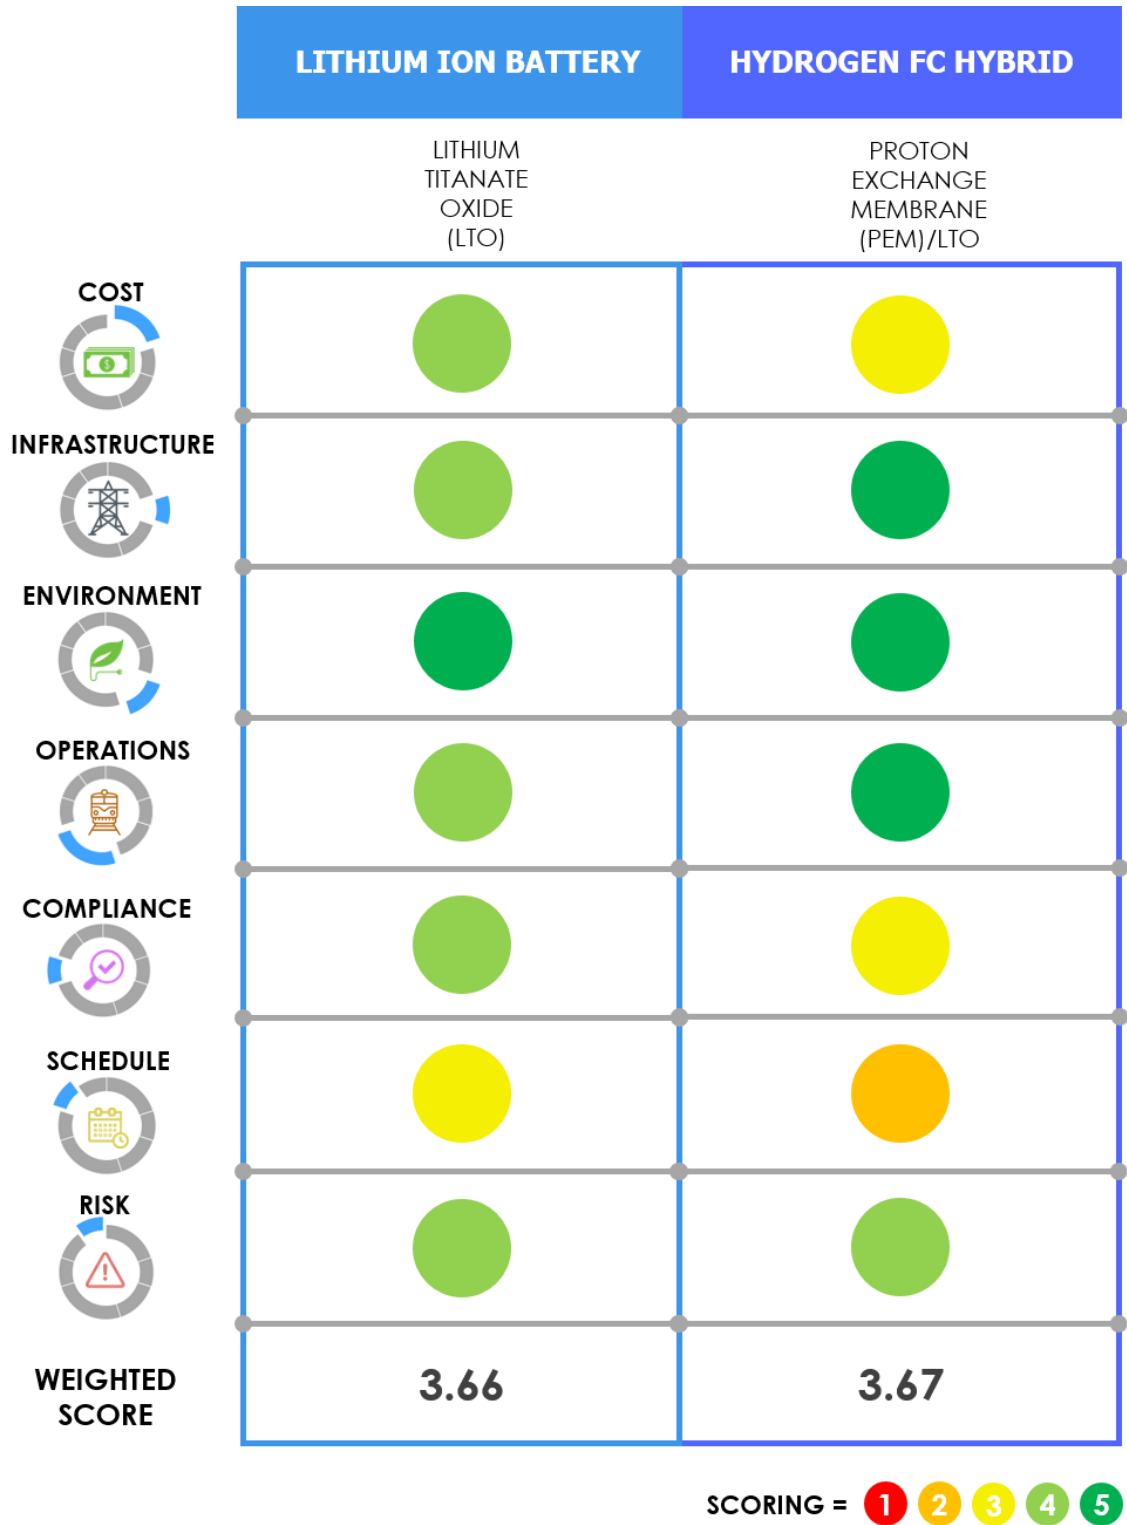 LITHIUM ION BATTERY
HYDROGEN FC HYBRID
LITHIUM
TITANATE
OXIDE
(LTO)
PROTON
EXCHANGE
MEMBRANE
(PEM)/LTO
COST
$
INFRASTRUCTURE
ENVIRONMENT
OPERATIONS
COMPLIANCE
SCHEDULE
RISK
!
WEIGHTED
SCORE
3.66
3.67
SCORING = 1 2 3 4 5